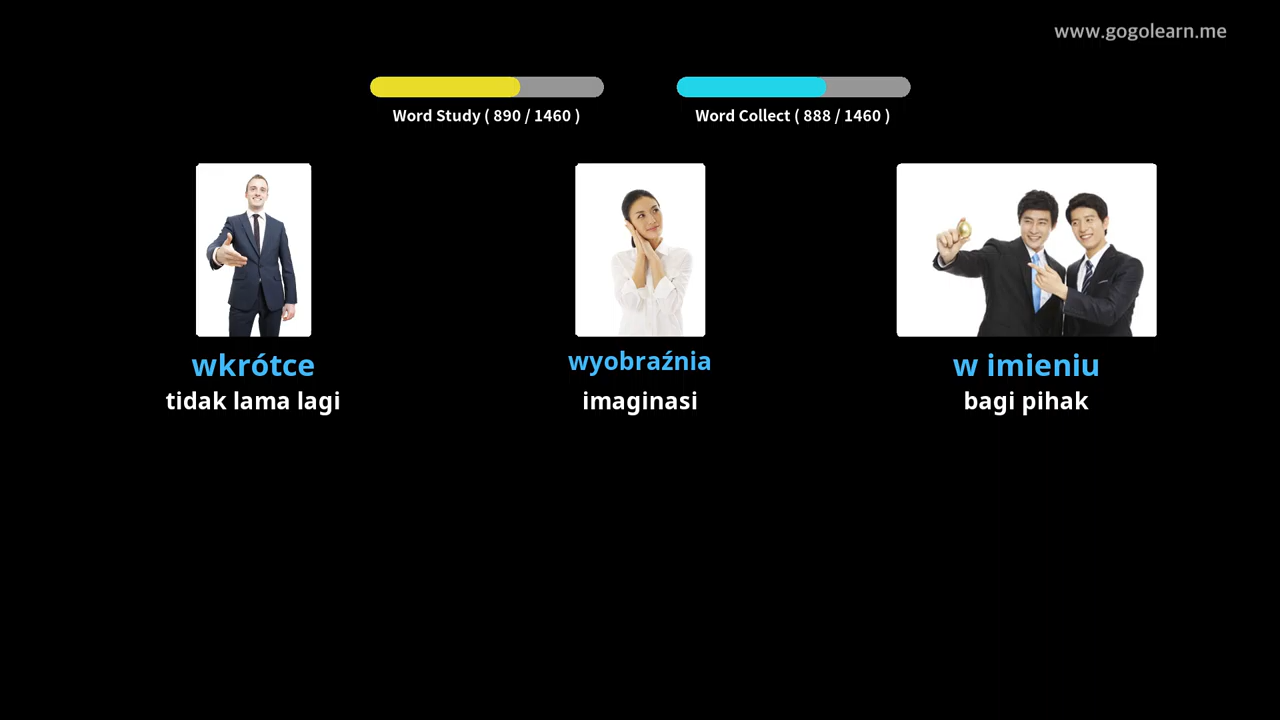 www.gogolearn.me
Word Study ( 890 / 1460 )
Word Collect ( 888 / 1460 )
wkrótce
tidak lama lagi
wyobraźnia
imaginasi
w imieniu
bagi pihak